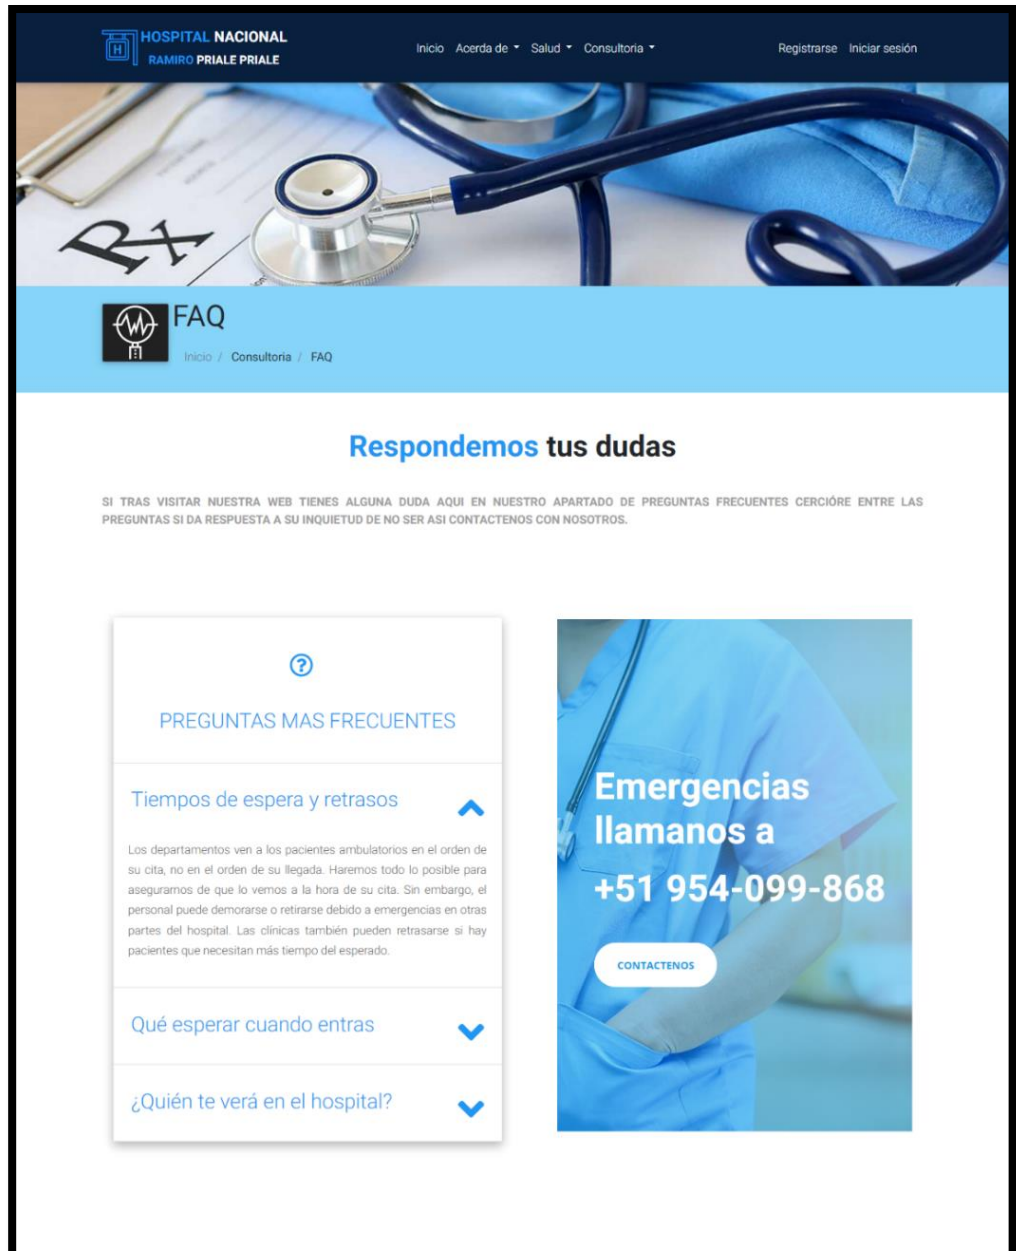 HOSPITAL NACIONAL
RAMIRO PRIALE PRIALE
H
Inicio Acerda de Salud Consultoria
Registrarse Iniciar sesión
Rx
FAQ
Inicio / Consultoria / FAQ
Respondemos tus dudas
SI TRAS VISITAR NUESTRA WEB TIENES ALGUNA DUDA AQUI EN NUESTRO APARTADO DE PREGUNTAS FRECUENTES CERCIÓRE ENTRE LAS
PREGUNTAS SI DA RESPUESTA A SU INQUIETUD DE NO SER ASI CONTACTENOS CON NOSOTROS.
?
PREGUNTAS MAS FRECUENTES
Tiempos de espera y retrasos
Los departamentos ven a los pacientes ambulatorios en el orden de
su cita, no en el orden de su llegada. Haremos todo lo posible para
asegurarnos de que lo vemos a la hora de su cita. Sin embargo, el
personal puede demorarse o retirarse debido a emergencias en otras
partes del hospital. Las clínicas también pueden retrasarse si hay
pacientes que necesitan más tiempo del esperado.
Qué esperar cuando entras
¿Quién te verá en el hospital?
Emergencias
llamanos a
+51 954-099-868
CONTACTENOS